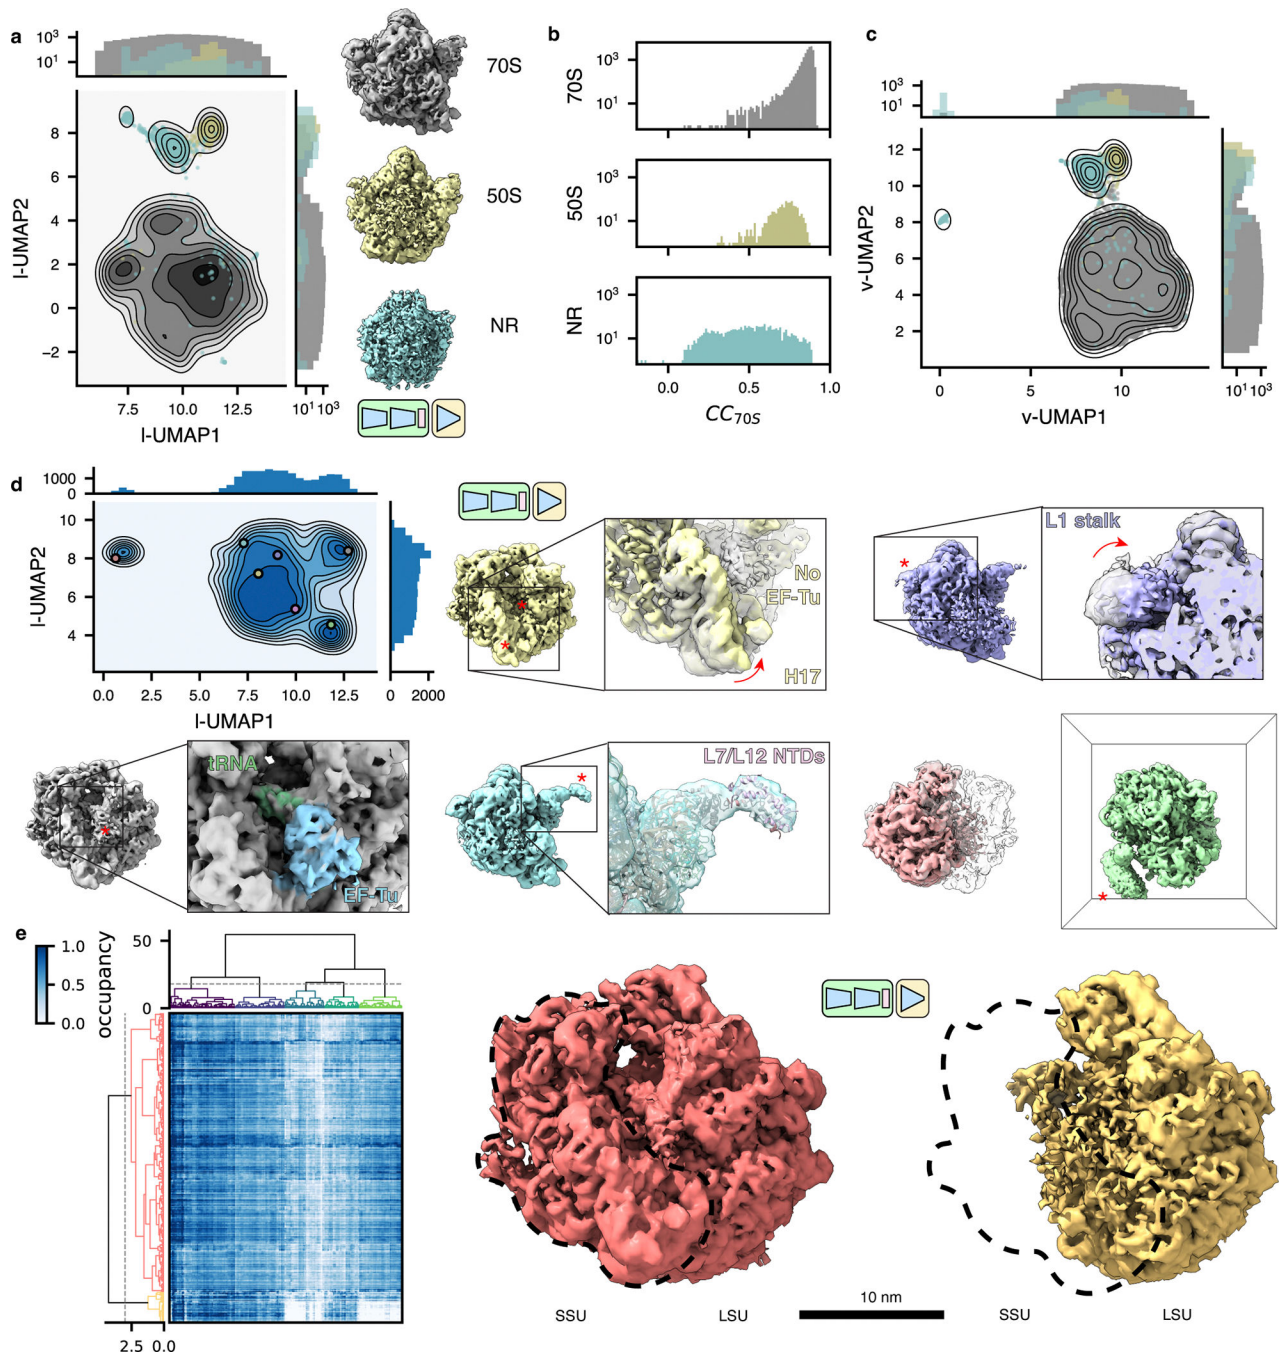 a
10³
10¹
8
6
4
2
0
−2
l-UMAP2
7.5 10.0 12.5
10¹ 10³
l-UMAP1
70S
50S
NR
b
10³
10¹
70S
10³
10¹
50S
10³
10¹
NR
0.0 0.5 1.0
CC70S
c
10³
10¹
12
10
8
6
4
2
v-UMAP2
0 5 10
10¹ 10³
v-UMAP1
d
1000
0
10
8
6
4
l-UMAP2
0.0 2.5 5.0 7.5 10.0 12.5
0 2000
l-UMAP1
*
*
No
EF-Tu
H17
*
L1 stalk
*
tRNA
EF-Tu
*
L7/L12 NTDs
*
e
1.0
0.5
0.0
occupancy
50
0
2.5 0.0
SSU
LSU
10 nm
SSU
LSU